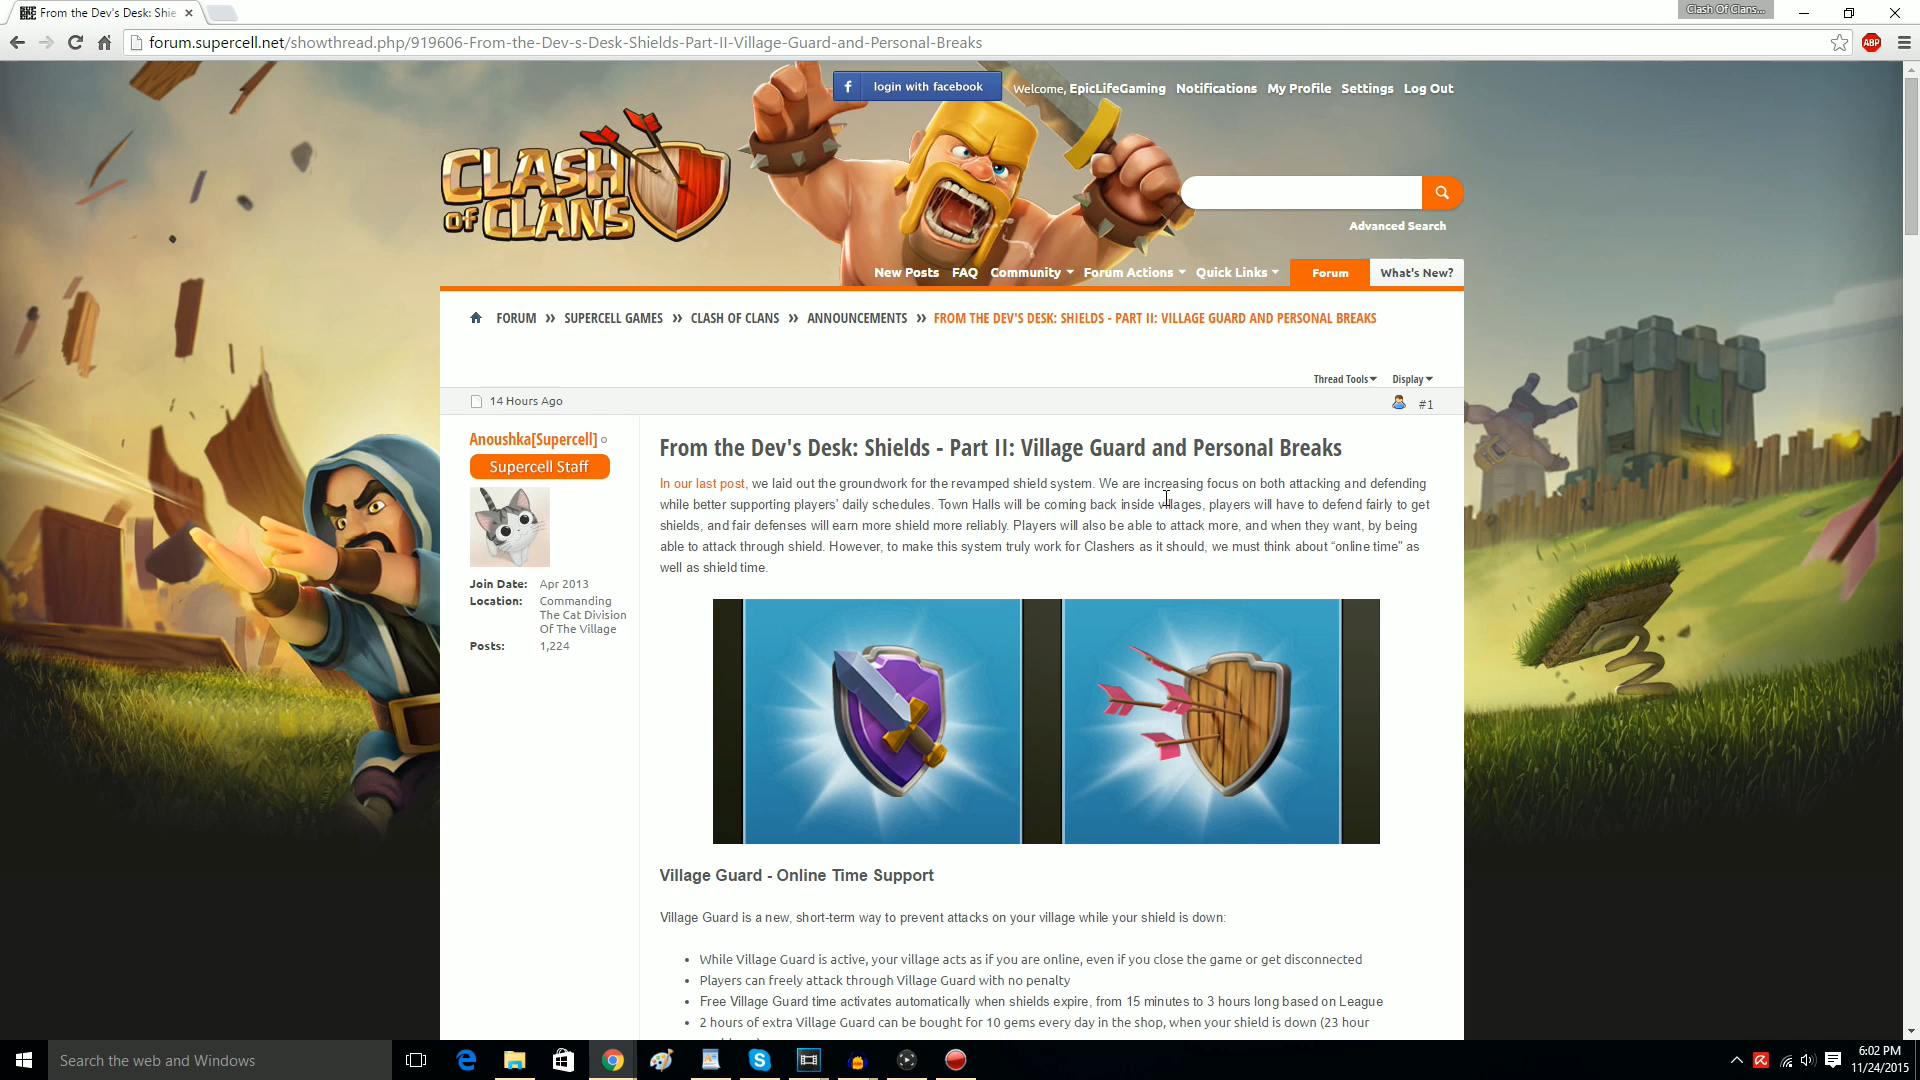 From the Dev's Desk: Shie
Clash Of Clans...
forum.supercell.net/showthread.php/919606-From-the-Dev-s-Desk-Shields-Part-II-Village-Guard-and-Personal-Breaks
ABP
f login with facebook
Welcome, EpicLifeGaming Notifications My Profile Settings Log Out
CLASH
OF CLANS
Advanced Search
New Posts FAQ Community Forum Actions Quick Links Forum What's New?
FORUM » SUPERCELL GAMES » CLASH OF CLANS » ANNOUNCEMENTS » FROM THE DEV'S DESK: SHIELDS - PART II: VILLAGE GUARD AND PERSONAL BREAKS
Thread Tools Display
14 Hours Ago #1
Anoushka[Supercell]
Supercell Staff
Join Date: Apr 2013
Location: Commanding
The Cat Division
Of The Village
Posts: 1,224
From the Dev's Desk: Shields - Part II: Village Guard and Personal Breaks
In our last post, we laid out the groundwork for the revamped shield system. We are increasing focus on both attacking and defending
while better supporting players' daily schedules. Town Halls will be coming back inside villages, players will have to defend fairly to get
shields, and fair defenses will earn more shield more reliably. Players will also be able to attack more, and when they want, by being
able to attack through shield. However, to make this system truly work for Clashers as it should, we must think about “online time” as
well as shield time.
Village Guard - Online Time Support
Village Guard is a new, short-term way to prevent attacks on your village while your shield is down:
• While Village Guard is active, your village acts as if you are online, even if you close the game or get disconnected
• Players can freely attack through Village Guard with no penalty
• Free Village Guard time activates automatically when shields expire, from 15 minutes to 3 hours long based on League
• 2 hours of extra Village Guard can be bought for 10 gems every day in the shop, when your shield is down (23 hour
Search the web and Windows
6:02 PM
11/24/2015